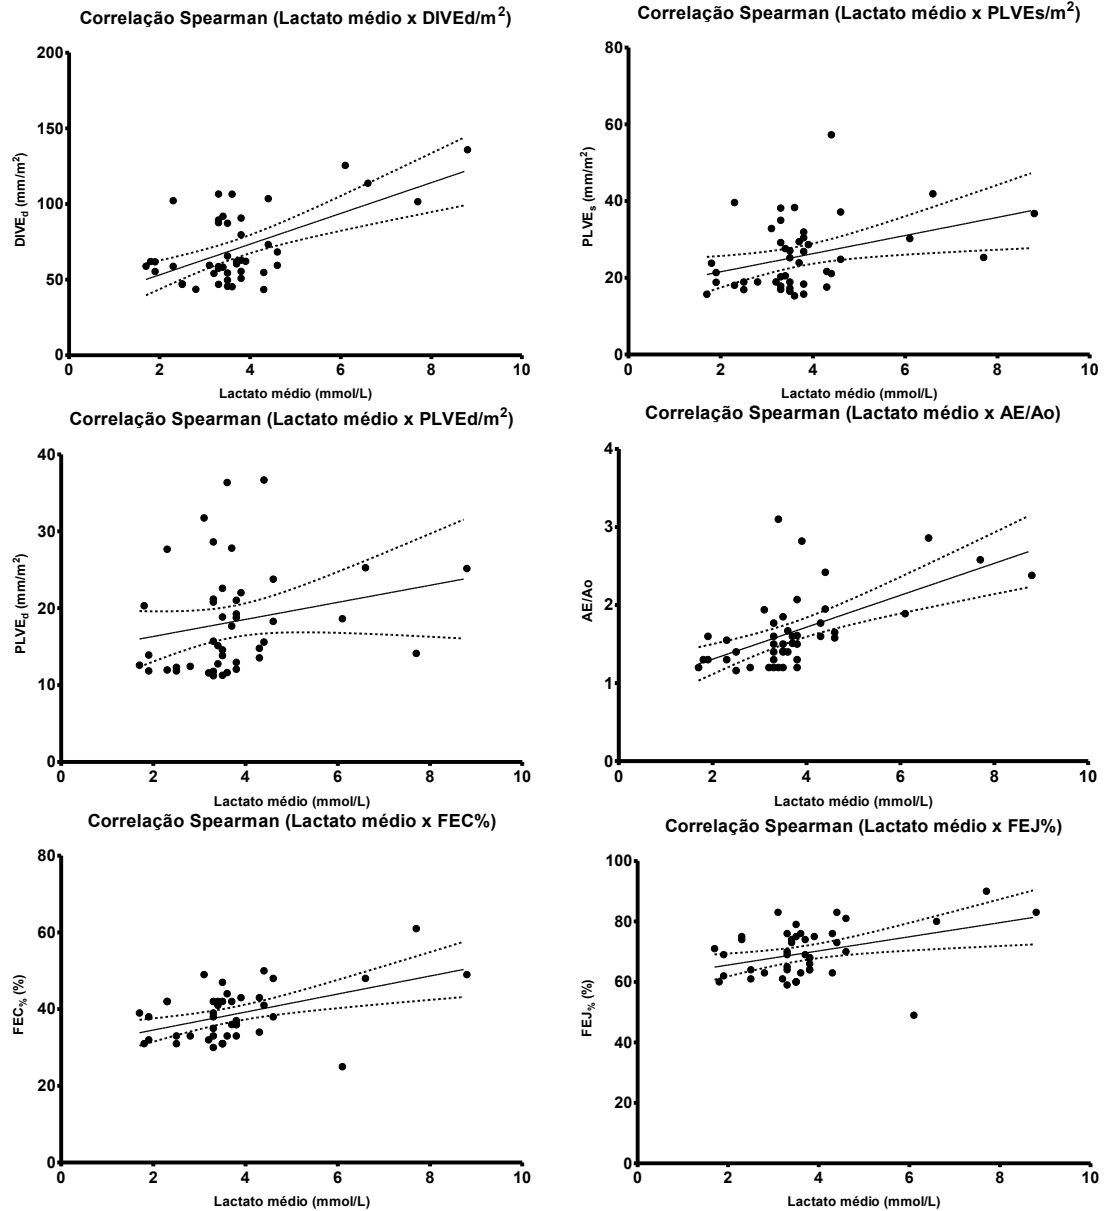 Correlação Spearman (Lactato médio x DIVEd/m²)
200
150
100
50
0
DIVEd (mm/m²)
0 2 4 6 8 10
Lactato médio (mmol/L)
Correlação Spearman (Lactato médio x PLVEs/m²)
80
60
40
20
0
PLVEs (mm/m²)
0 2 4 6 8 10
Lactato médio (mmol/L)
Correlação Spearman (Lactato médio x PLVEd/m²)
40
30
20
10
0
PLVEd (mm/m²)
0 2 4 6 8 10
Lactato médio (mmol/L)
Correlação Spearman (Lactato médio x AE/Ao)
4
3
2
1
0
AE/Ao
0 2 4 6 8 10
Lactato médio (mmol/L)
Correlação Spearman (Lactato médio x FEC%)
80
60
40
20
0
FEC% (%)
0 2 4 6 8 10
Lactato médio (mmol/L)
Correlação Spearman (Lactato médio x FEJ%)
100
80
60
40
20
0
FEJ% (%)
0 2 4 6 8 10
Lactato médio (mmol/L)